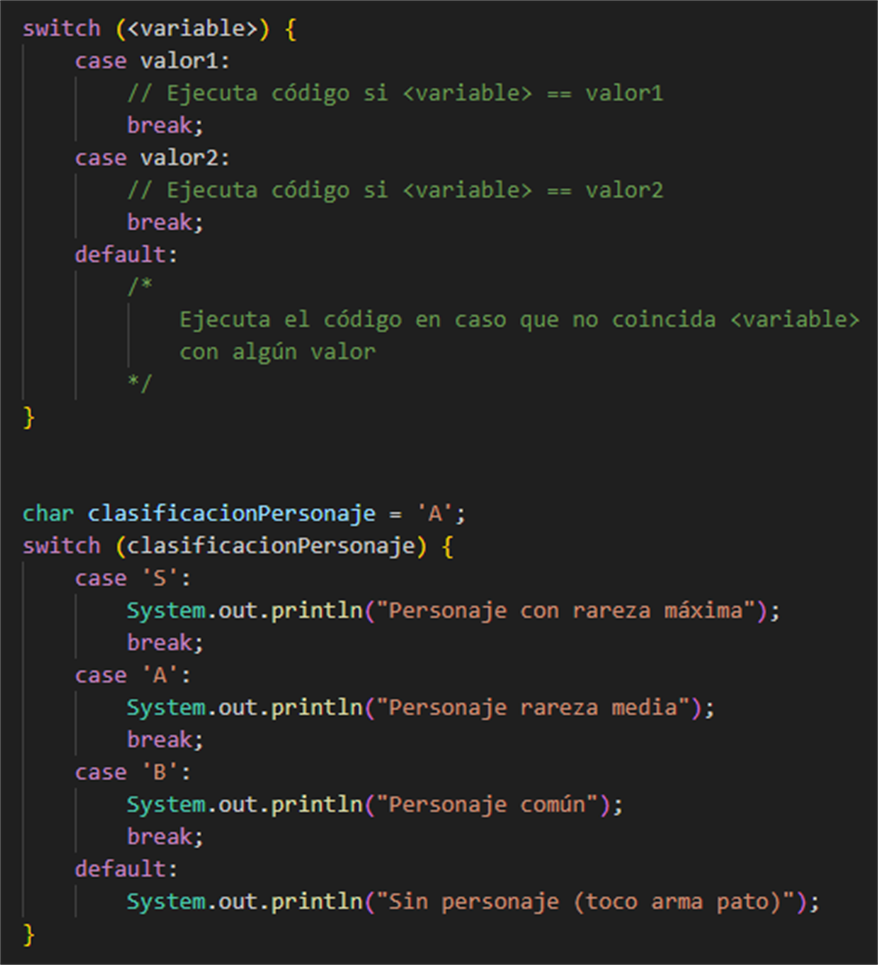 switch (<variable>) {
    case valor1:
        // Ejecuta código si <variable> == valor1
        break;
    case valor2:
        // Ejecuta código si <variable> == valor2
        break;
    default:
        /*
            Ejecuta el código en caso que no coincida <variable>
            con algún valor
        */
}
char clasificacionPersonaje = 'A';
switch (clasificacionPersonaje) {
    case 'S':
        System.out.println("Personaje con rareza máxima");
        break;
    case 'A':
        System.out.println("Personaje rareza media");
        break;
    case 'B':
        System.out.println("Personaje común");
        break;
    default:
        System.out.println("Sin personaje (toco arma pato)");
}